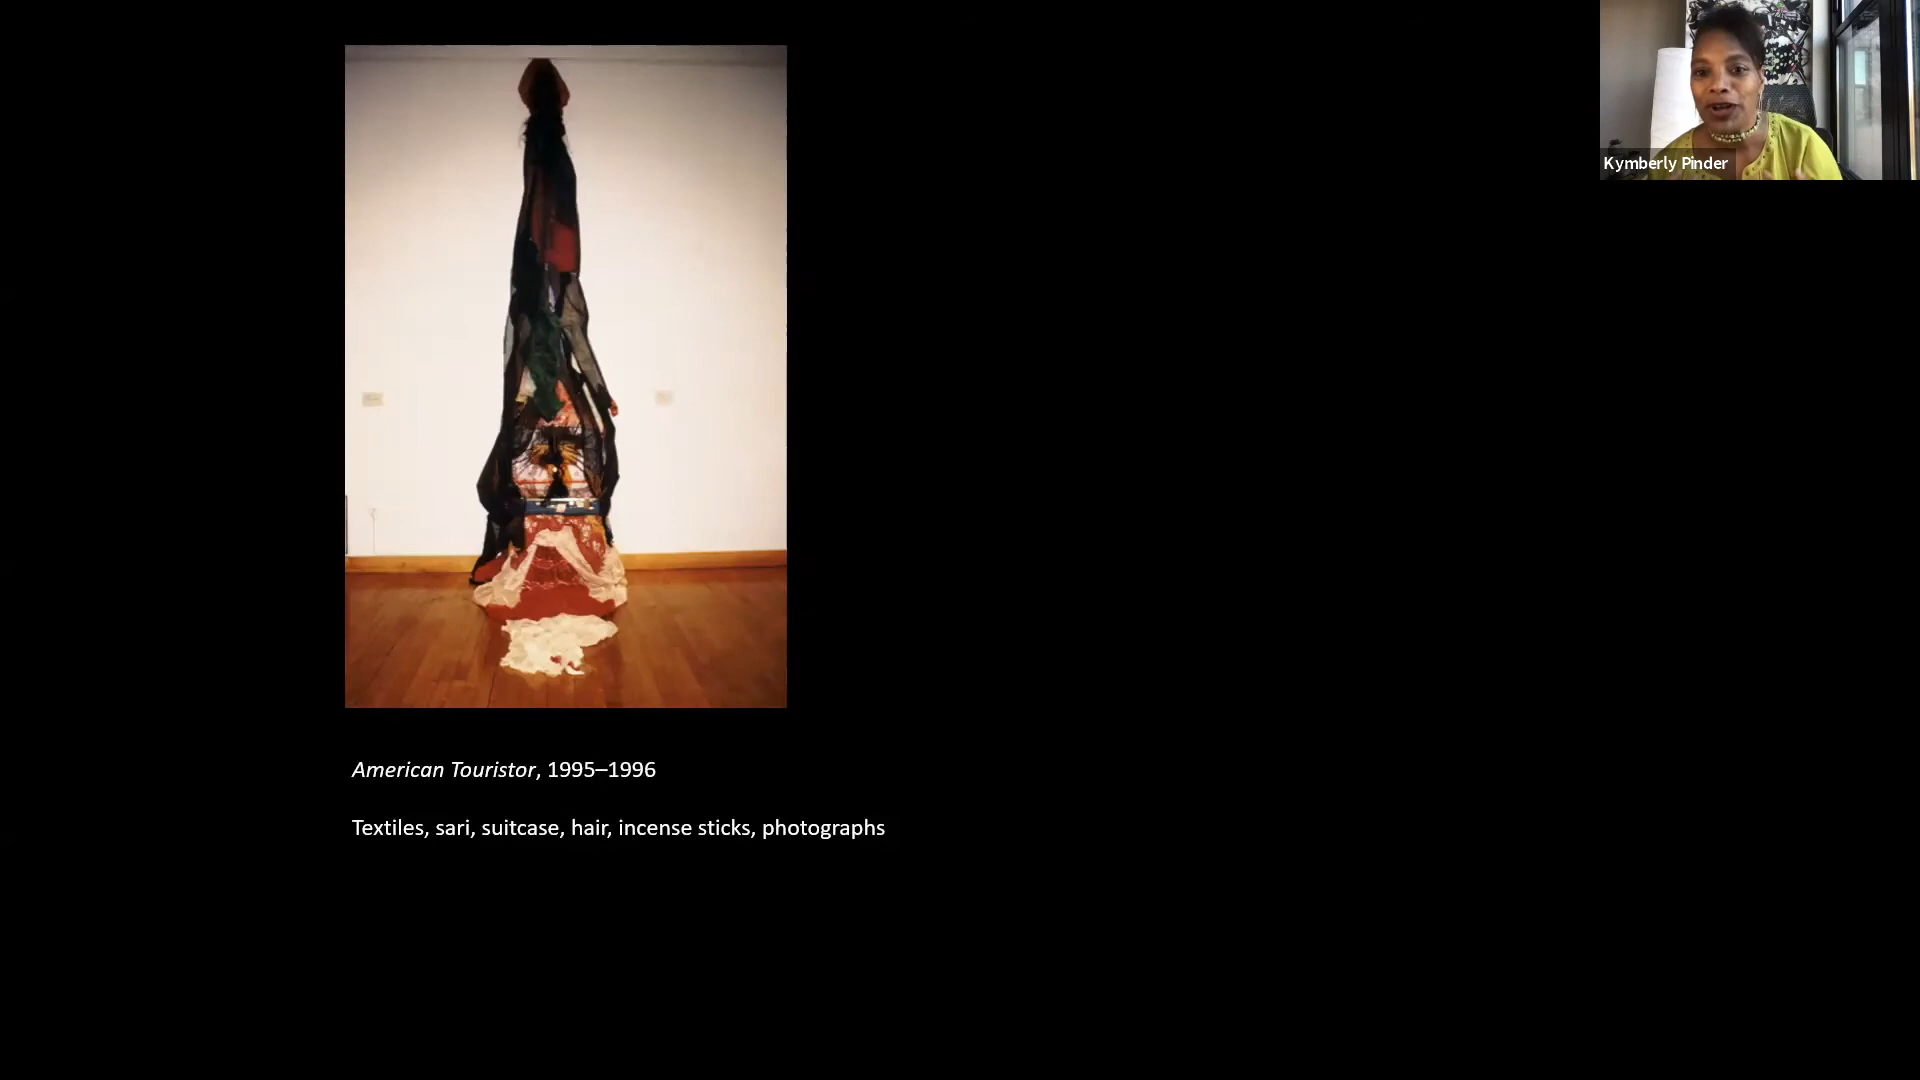 Kymberly Pinder
American Touristor, 1995–1996
Textiles, sari, suitcase, hair, incense sticks, photographs